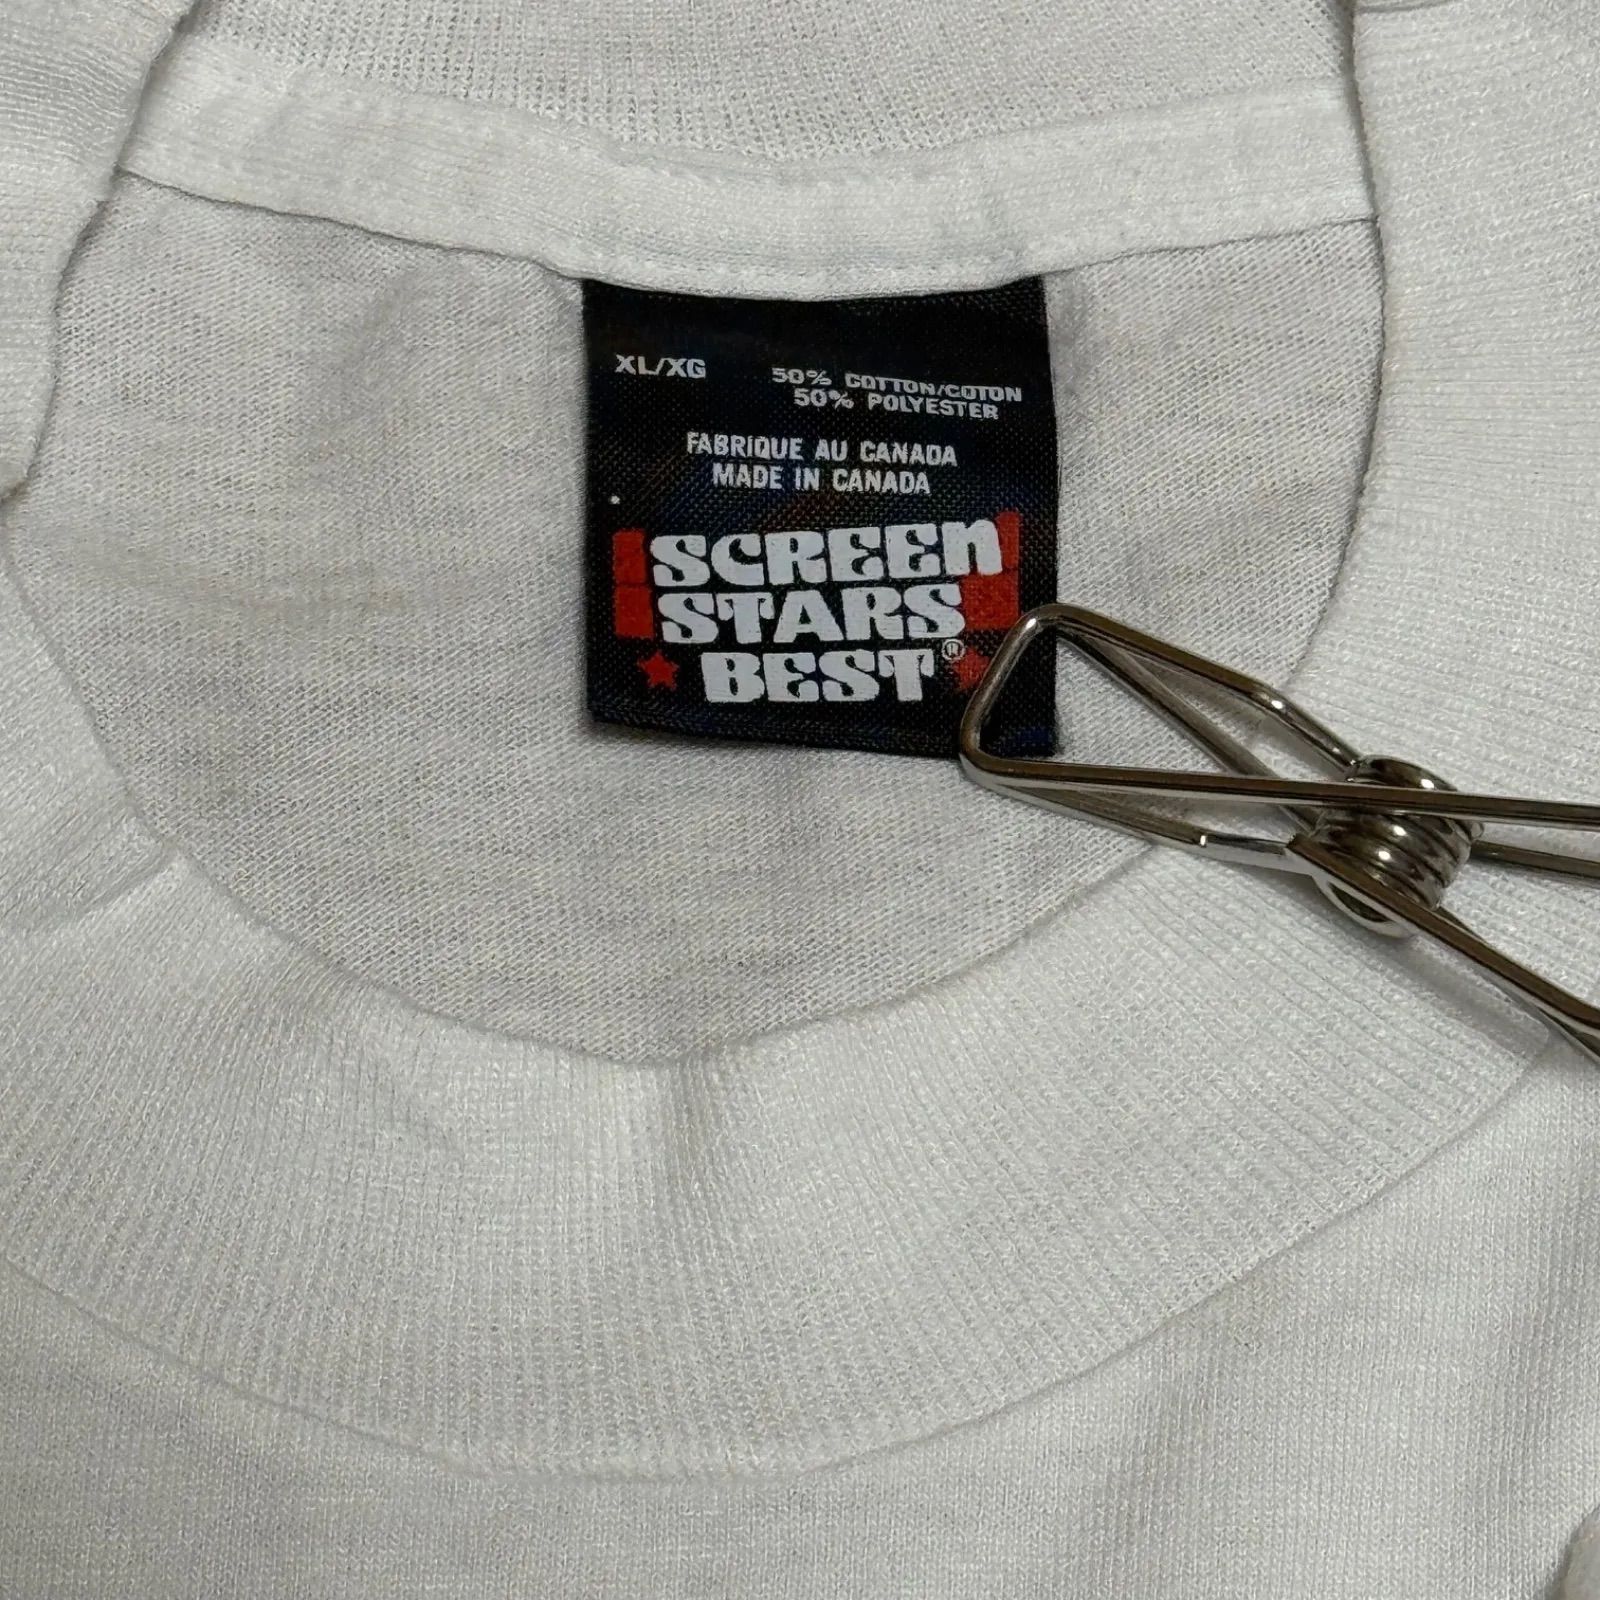 XL/XG
50% COTTON/COTON
50% POLYESTER
FABRIQUE AU CANADA
MADE IN CANADA
SCREEN
STARS
BEST®